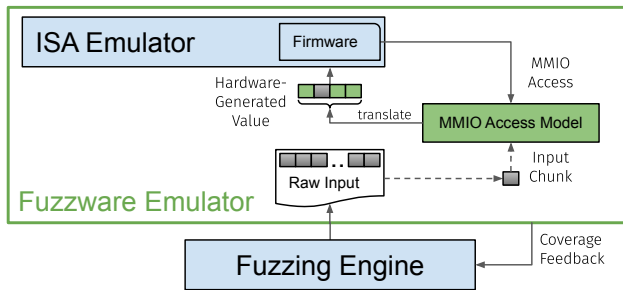 ISA Emulator
Firmware
Hardware-
Generated
Value
translate
MMIO
Access
MMIO Access Model
Raw Input
Input
Chunk
Fuzzware Emulator
Fuzzing Engine
Coverage
Feedback